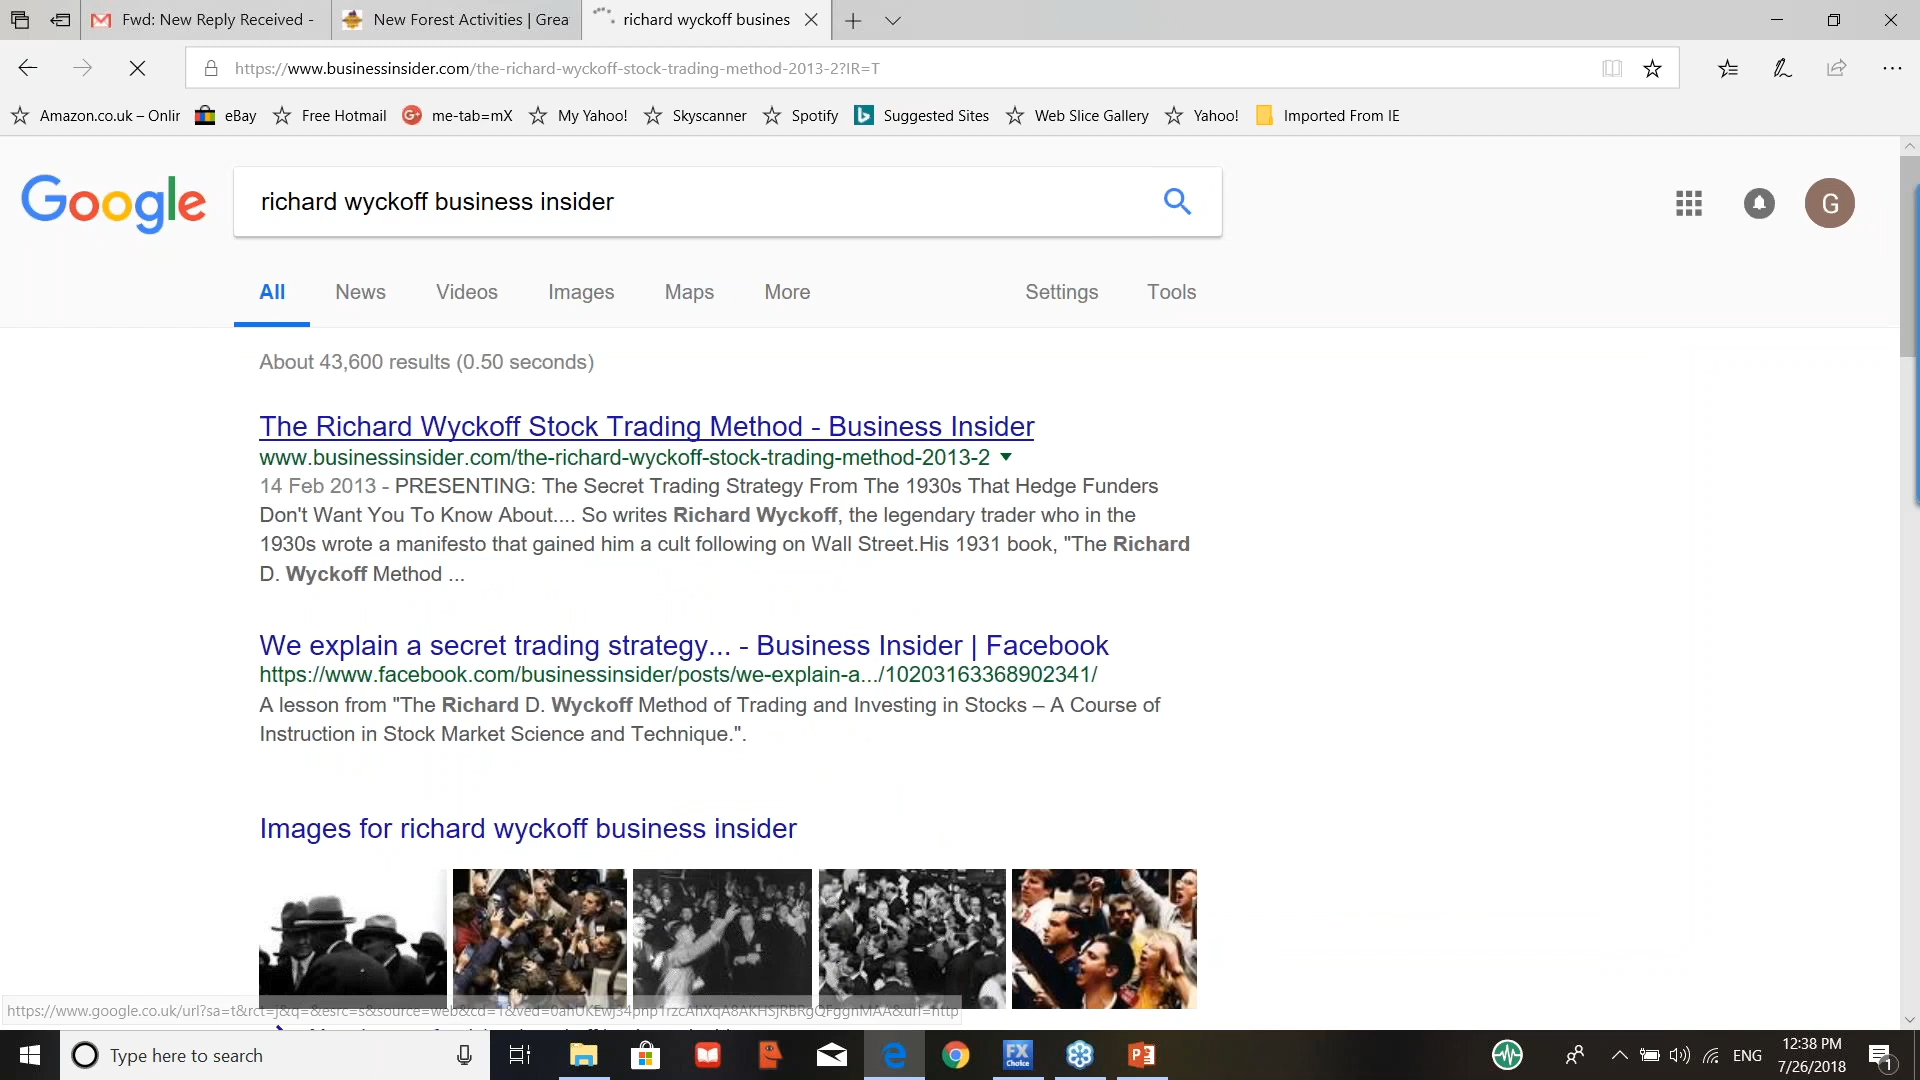 Fwd: New Reply Received -
New Forest Activities | Grea
richard wyckoff busines
https://www.businessinsider.com/the-richard-wyckoff-stock-trading-method-2013-2?IR=T
Amazon.co.uk – Onlin
eBay
Free Hotmail
G+
me-tab=mX
My Yahoo!
Skyscanner
Spotify
Suggested Sites
Web Slice Gallery
Yahoo!
Imported From IE
Google
richard wyckoff business insider
G
All
News
Videos
Images
Maps
More
Settings
Tools
About 43,600 results (0.50 seconds)
The Richard Wyckoff Stock Trading Method - Business Insider
www.businessinsider.com/the-richard-wyckoff-stock-trading-method-2013-2
14 Feb 2013 - PRESENTING: The Secret Trading Strategy From The 1930s That Hedge Funders
Don't Want You To Know About.... So writes Richard Wyckoff, the legendary trader who in the
1930s wrote a manifesto that gained him a cult following on Wall Street.His 1931 book, "The Richard
D. Wyckoff Method ...
We explain a secret trading strategy... - Business Insider | Facebook
https://www.facebook.com/businessinsider/posts/we-explain-a.../10203163368902341/
A lesson from "The Richard D. Wyckoff Method of Trading and Investing in Stocks – A Course of
Instruction in Stock Market Science and Technique.".
Images for richard wyckoff business insider
Type here to search
FX
Choice
ENG
12:38 PM
7/26/2018
1